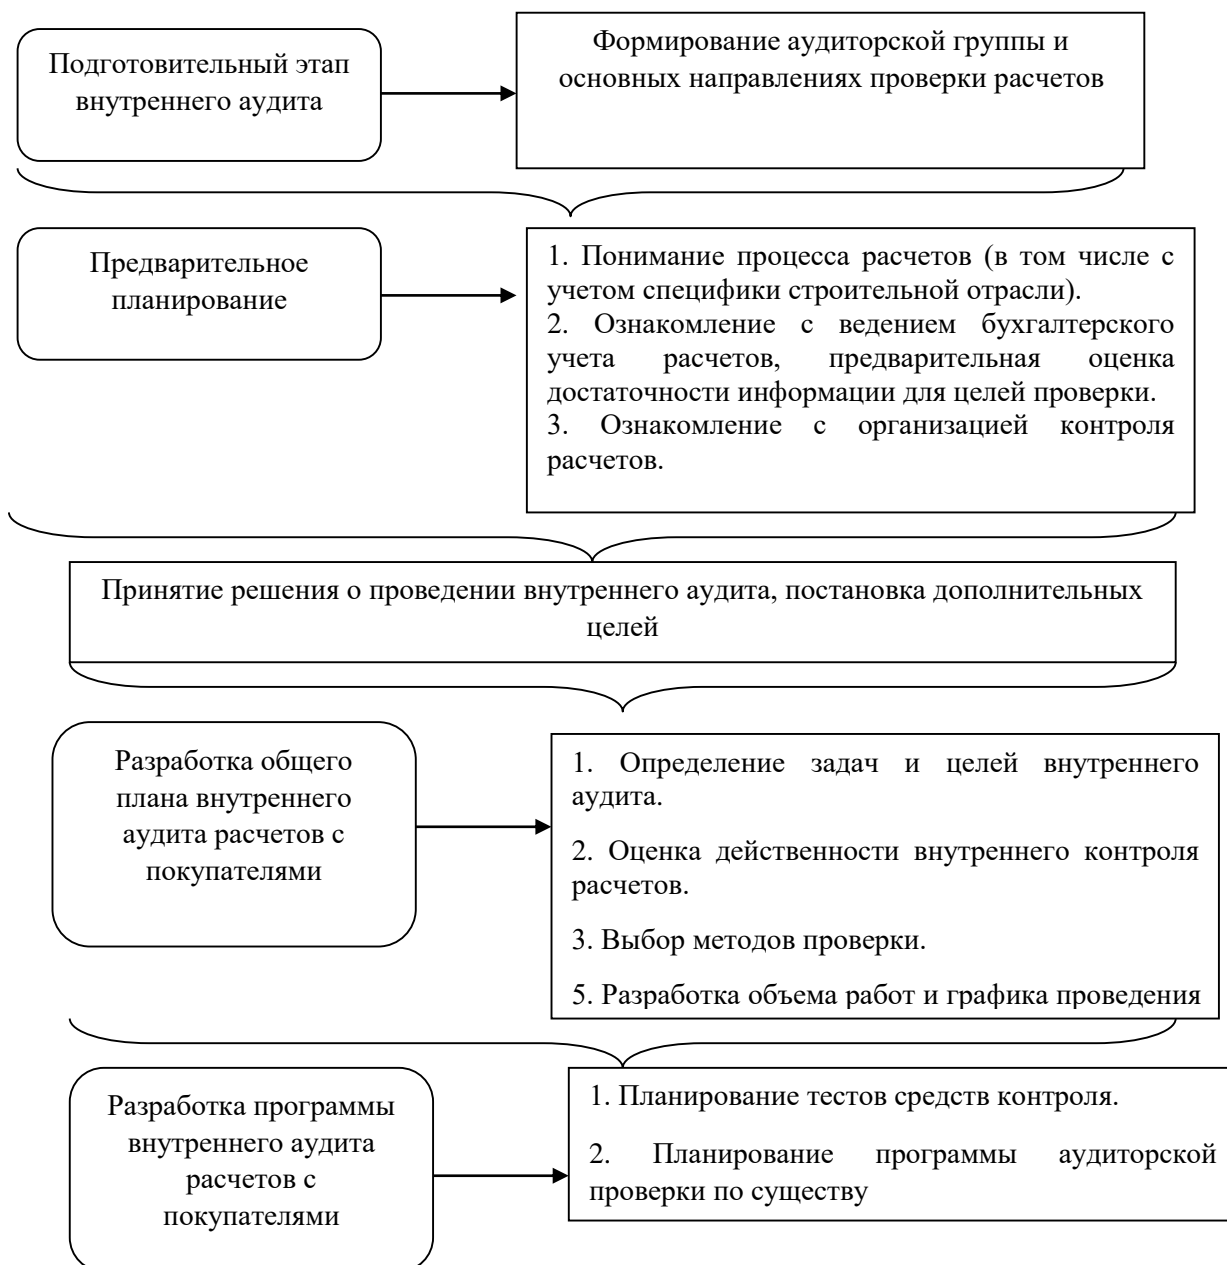 Подготовительный этап
внутреннего аудита
Формирование аудиторской группы и
основных направлениях проверки расчетов
Предварительное
планирование
1. Понимание процесса расчетов (в том числе с
учетом специфики строительной отрасли).
2. Ознакомление с ведением бухгалтерского
учета расчетов, предварительная оценка
достаточности информации для целей проверки.
3. Ознакомление с организацией контроля
расчетов.
Принятие решения о проведении внутреннего аудита, постановка дополнительных
целей
Разработка общего
плана внутреннего
аудита расчетов с
покупателями
1. Определение задач и целей внутреннего
аудита.
2. Оценка действенности внутреннего контроля
расчетов.
3. Выбор методов проверки.
5. Разработка объема работ и графика проведения
Разработка программы
внутреннего аудита
расчетов с
покупателями
1. Планирование тестов средств контроля.
2. Планирование программы аудиторской
проверки по существу